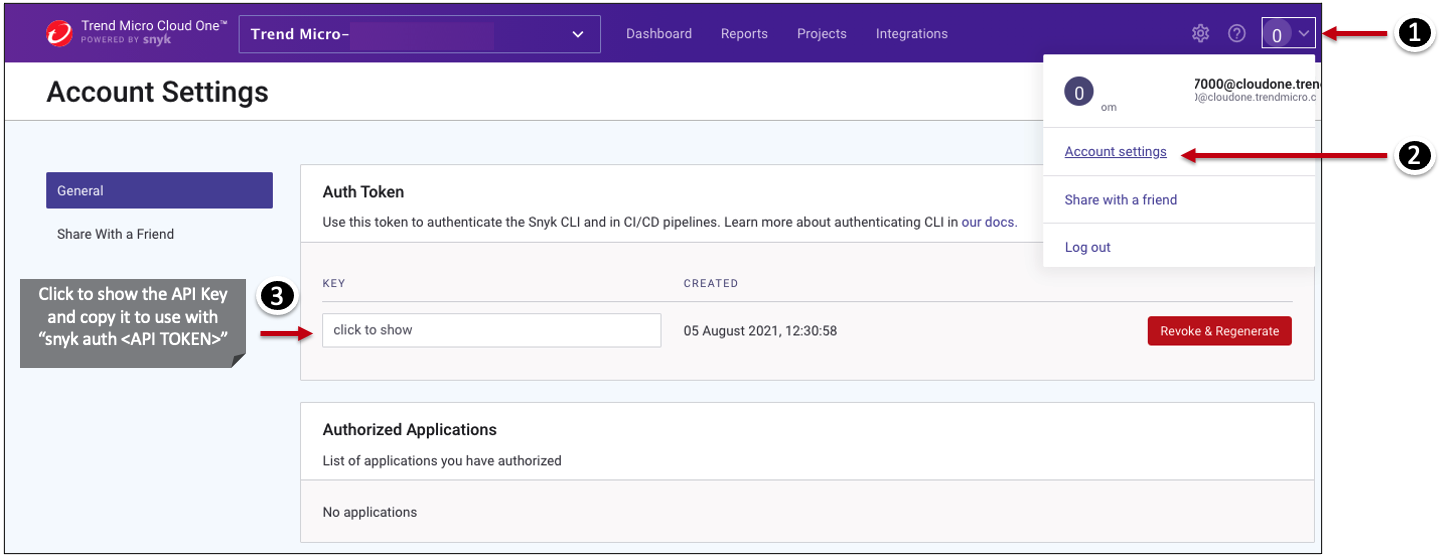 Trend Micro Cloud One™
POWERED BY snyk
Trend Micro-
Dashboard
Reports
Projects
Integrations
0
1
Account Settings
0
7000@cloudone.tren
@cloudone.trendmicro.c
om
Account settings
2
Share with a friend
Log out
General
Share With a Friend
Auth Token
Use this token to authenticate the Snyk CLI and in CI/CD pipelines. Learn more about authenticating CLI in our docs.
Click to show the API Key
and copy it to use with
“snyk auth <API TOKEN>”
3
KEY
CREATED
click to show
05 August 2021, 12:30:58
Revoke & Regenerate
Authorized Applications
List of applications you have authorized
No applications